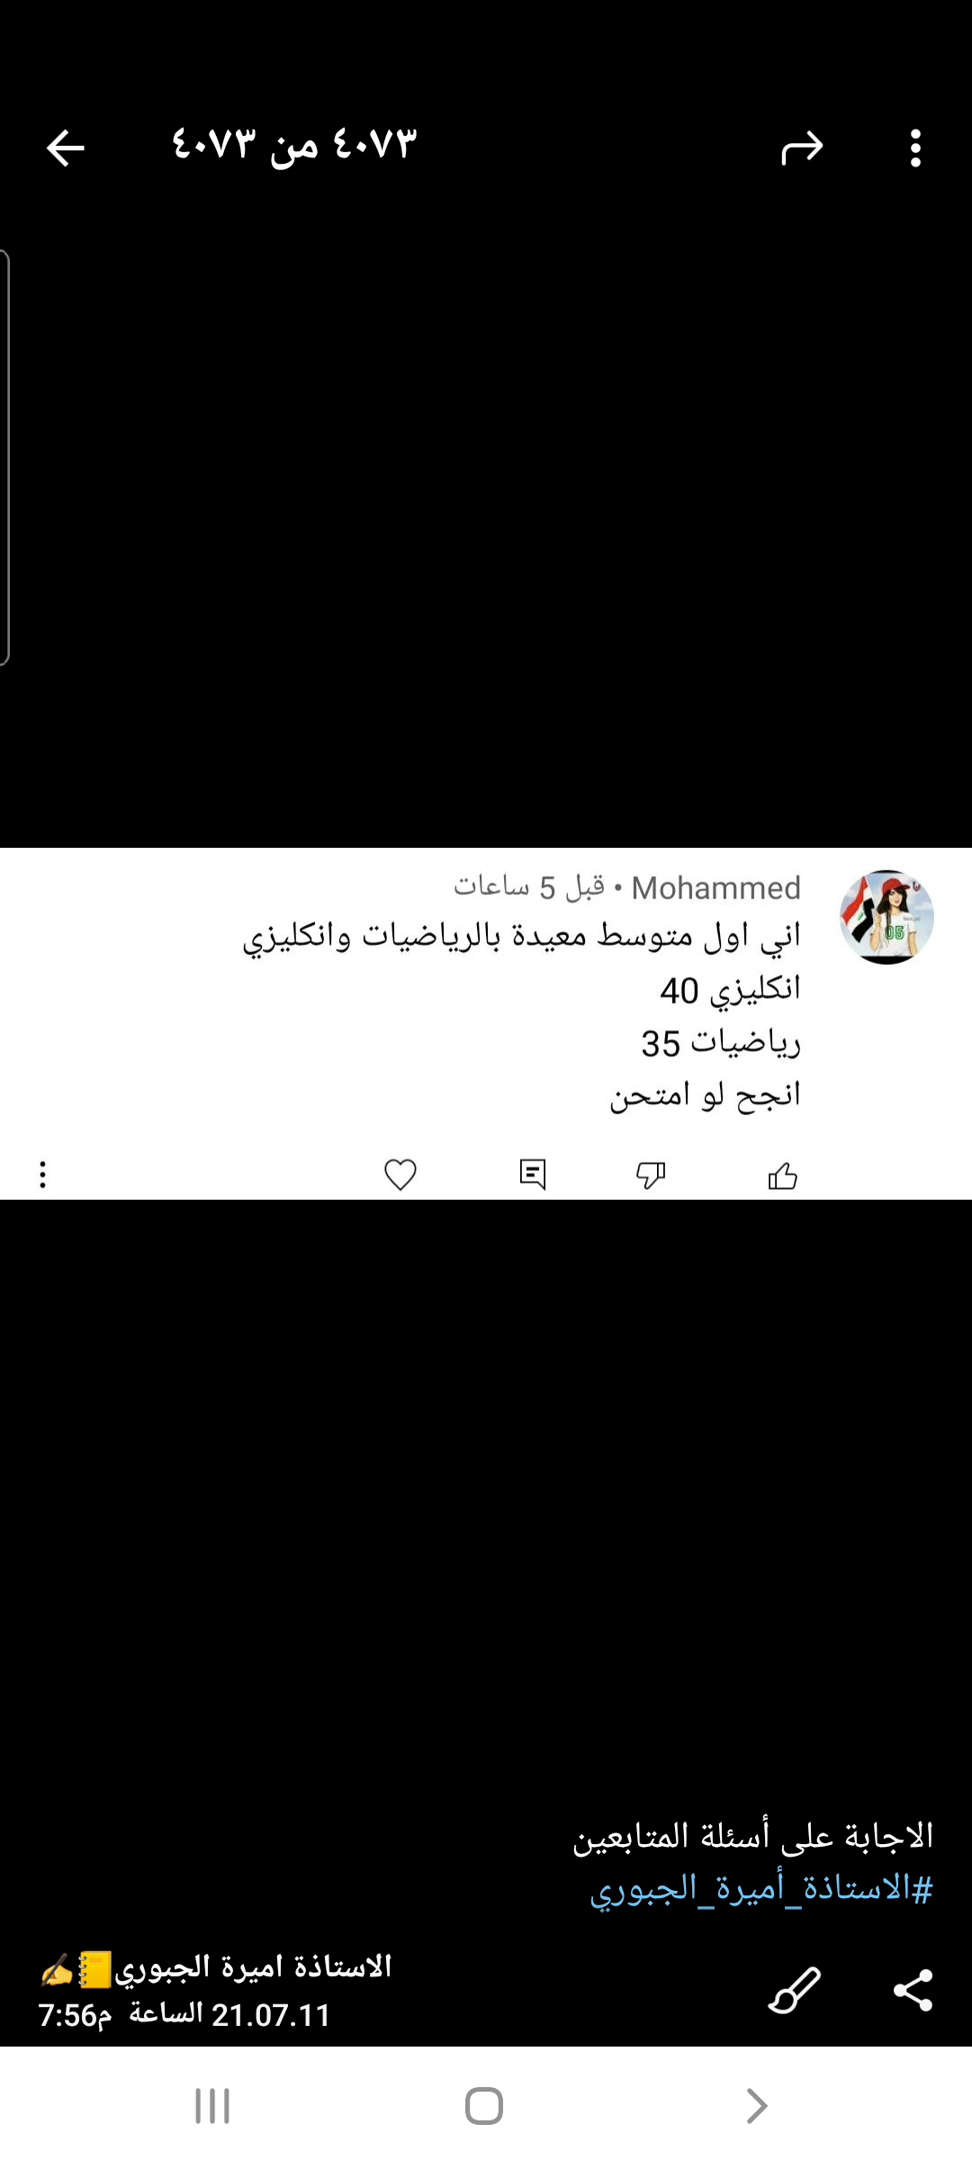 ٤٠٧٣ من ٤٠٧٣
Mohammed • قبل 5 ساعات
اني اول متوسط معيدة بالرياضيات وانكليزي
انكليزي 40
رياضيات 35
انجح لو امتحن
الاجابة على أسئلة المتابعين
#الاستاذة_أميرة_الجبوري
الاستاذة اميرة الجبوري📒✍
21.07.11 الساعة 7:56م